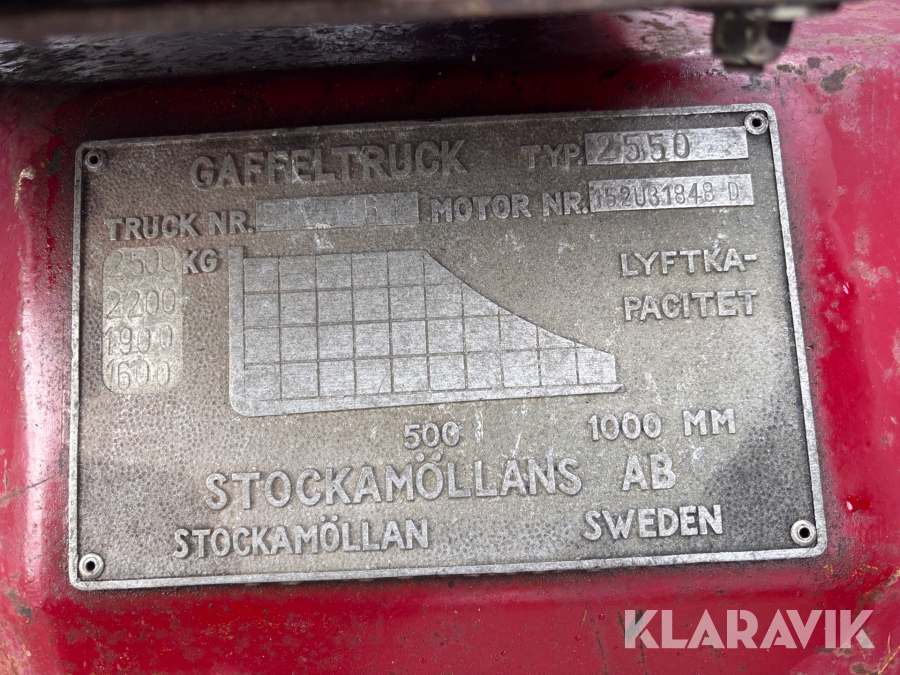 GAFFELTRUCK TYP. 2550
TRUCK NR. MOTOR NR. 152U31848 D
2500 KG
2200
1900
1600
LYFTKA-
PACITET
500 1000 MM
STOCKAMÖLLANS AB
STOCKAMÖLLAN SWEDEN
KLARAVIK